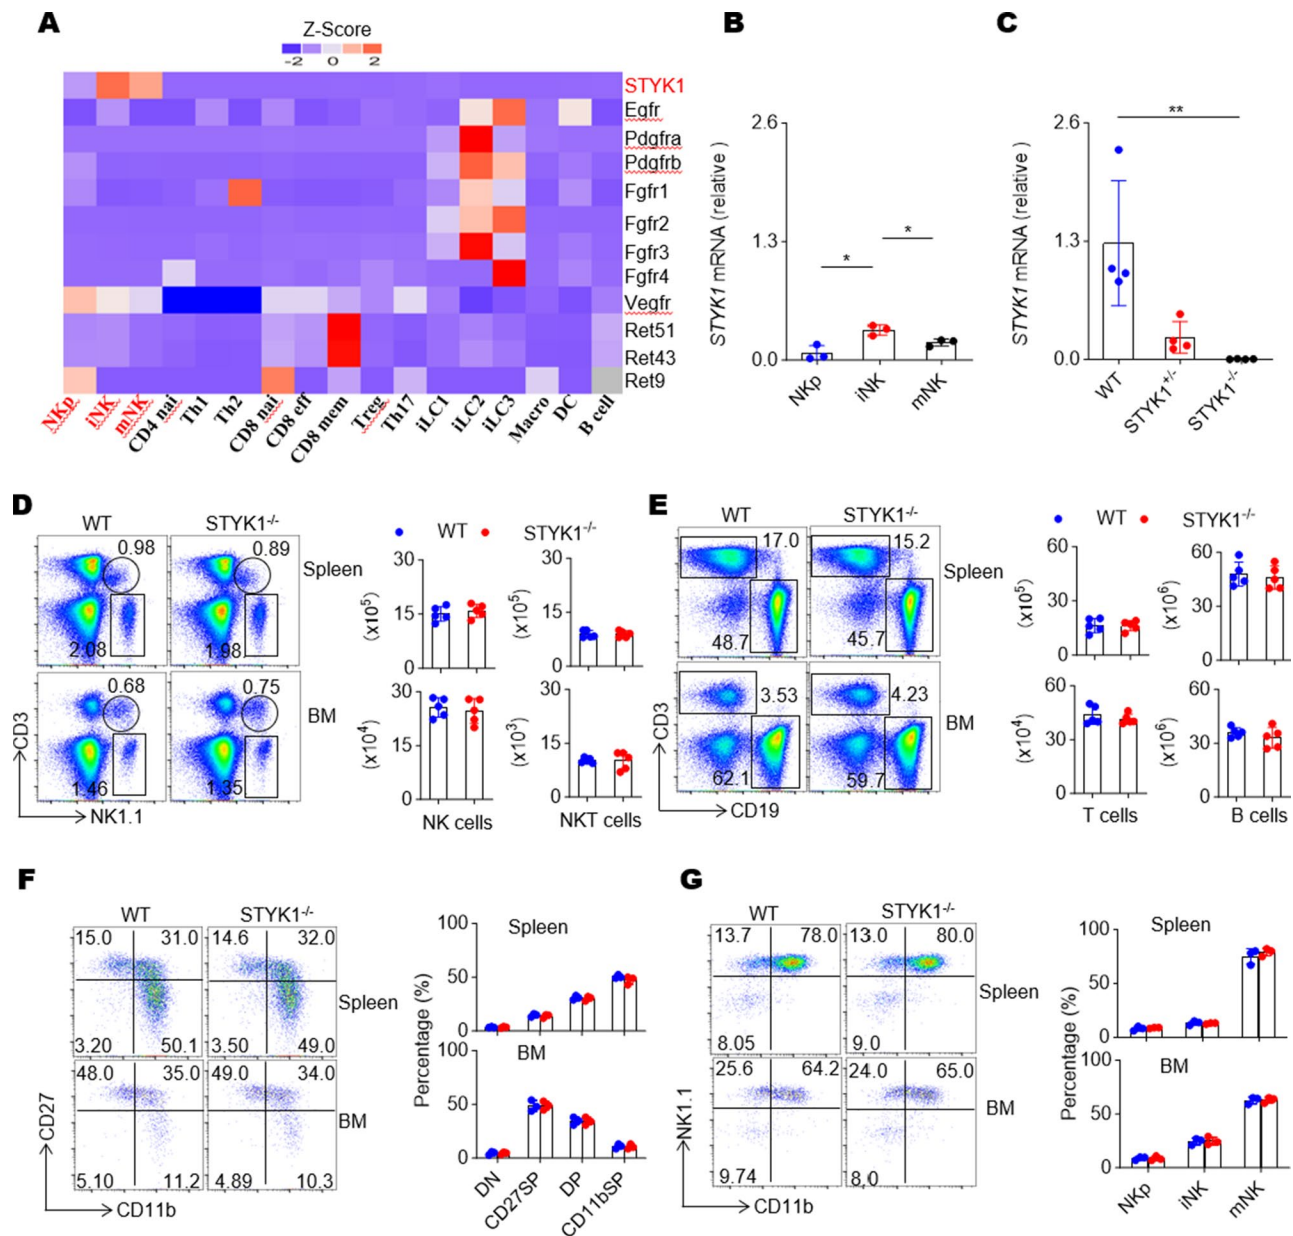 A
Z-Score
-2 0 2
STYK1
Egfr
Pdgfra
Pdgfrb
Fgfr1
Fgfr2
Fgfr3
Fgfr4
Vegfr
Ret51
Ret43
Ret9
NKp
iNK
mNK
CD4 nai
Th1
Th2
CD8 nai
CD8 eff
CD8 mem
Treg
Th17
iLC1
iLC2
iLC3
Macro
DC
B cell
B
STYK1 mRNA (relative )
2.6
1.3
0.0
*
*
NKp
iNK
mNK
C
STYK1 mRNA (relative )
2.6
1.3
0.0
**
WT
STYK1+/-
STYK1-/-
D
WT
STYK1-/-
0.98
0.89
Spleen
2.08
1.98
0.68
0.75
BM
1.46
1.35
CD3
NK1.1
WT
STYK1-/-
30
15
0
(x10⁵)
30
15
0
(x10⁵)
30
15
0
(x10⁴)
30
15
0
(x10³)
NK cells
NKT cells
E
WT
STYK1-/-
17.0
15.2
Spleen
48.7
45.7
3.53
4.23
BM
62.1
59.7
CD3
CD19
WT
STYK1-/-
60
30
0
(x10⁵)
60
30
0
(x10⁶)
60
30
0
(x10⁴)
60
30
0
(x10⁶)
T cells
B cells
F
WT
STYK1-/-
15.0 31.0
14.6 32.0
Spleen
3.20 50.1
3.50 49.0
48.0 35.0
49.0 34.0
BM
5.10 11.2
4.89 10.3
CD27
CD11b
Percentage (%)
100
50
0
Spleen
100
50
0
BM
DN
CD27SP
DP
CD11bSP
G
WT
STYK1-/-
13.7 78.0
13.0 80.0
Spleen
8.05
9.0
25.6 64.2
24.0 65.0
BM
9.74
8.0
NK1.1
CD11b
Percentage (%)
100
50
0
Spleen
100
50
0
BM
NKp
iNK
mNK